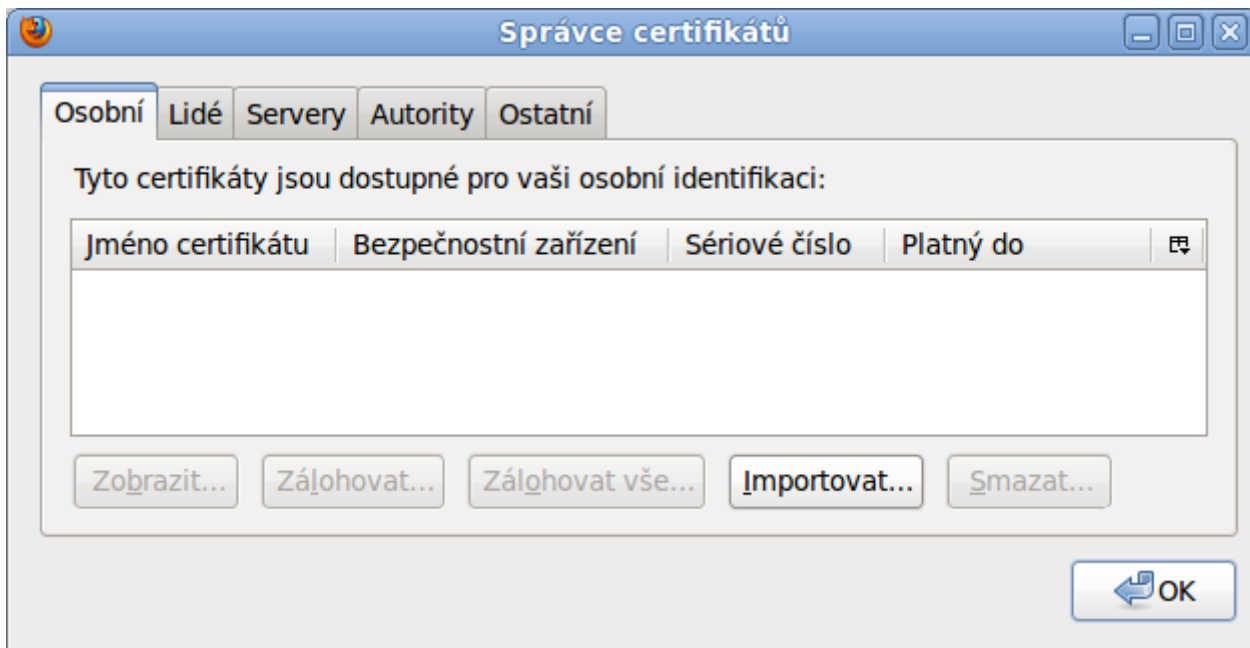 Správce certifikátů
Osobní Lidé Servery Autority Ostatní
Tyto certifikáty jsou dostupné pro vaši osobní identifikaci:
Jméno certifikátu Bezpečnostní zařízení Sériové číslo Platný do
Zobrazit... Zálohovat... Zálohovat vše... Importovat... Smazat...
OK